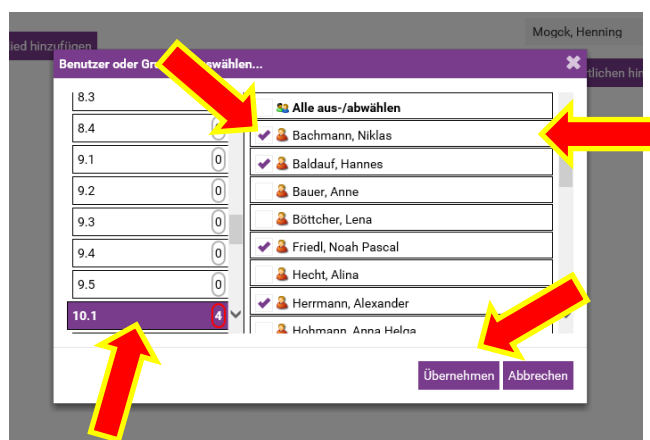 Mogck, Henning
ied hinzufügen
Benutzer oder Gr wählen...
tlichen hin
8.3
Alle aus-/abwählen
8.4
Bachmann, Niklas
9.1 0
Baldauf, Hannes
9.2 0
Bauer, Anne
9.3 0
Böttcher, Lena
9.4 0
Friedl, Noah Pascal
9.5 0
Hecht, Alina
10.1 4
Herrmann, Alexander
Hohmann, Anna Helga
Übernehmen Abbrechen